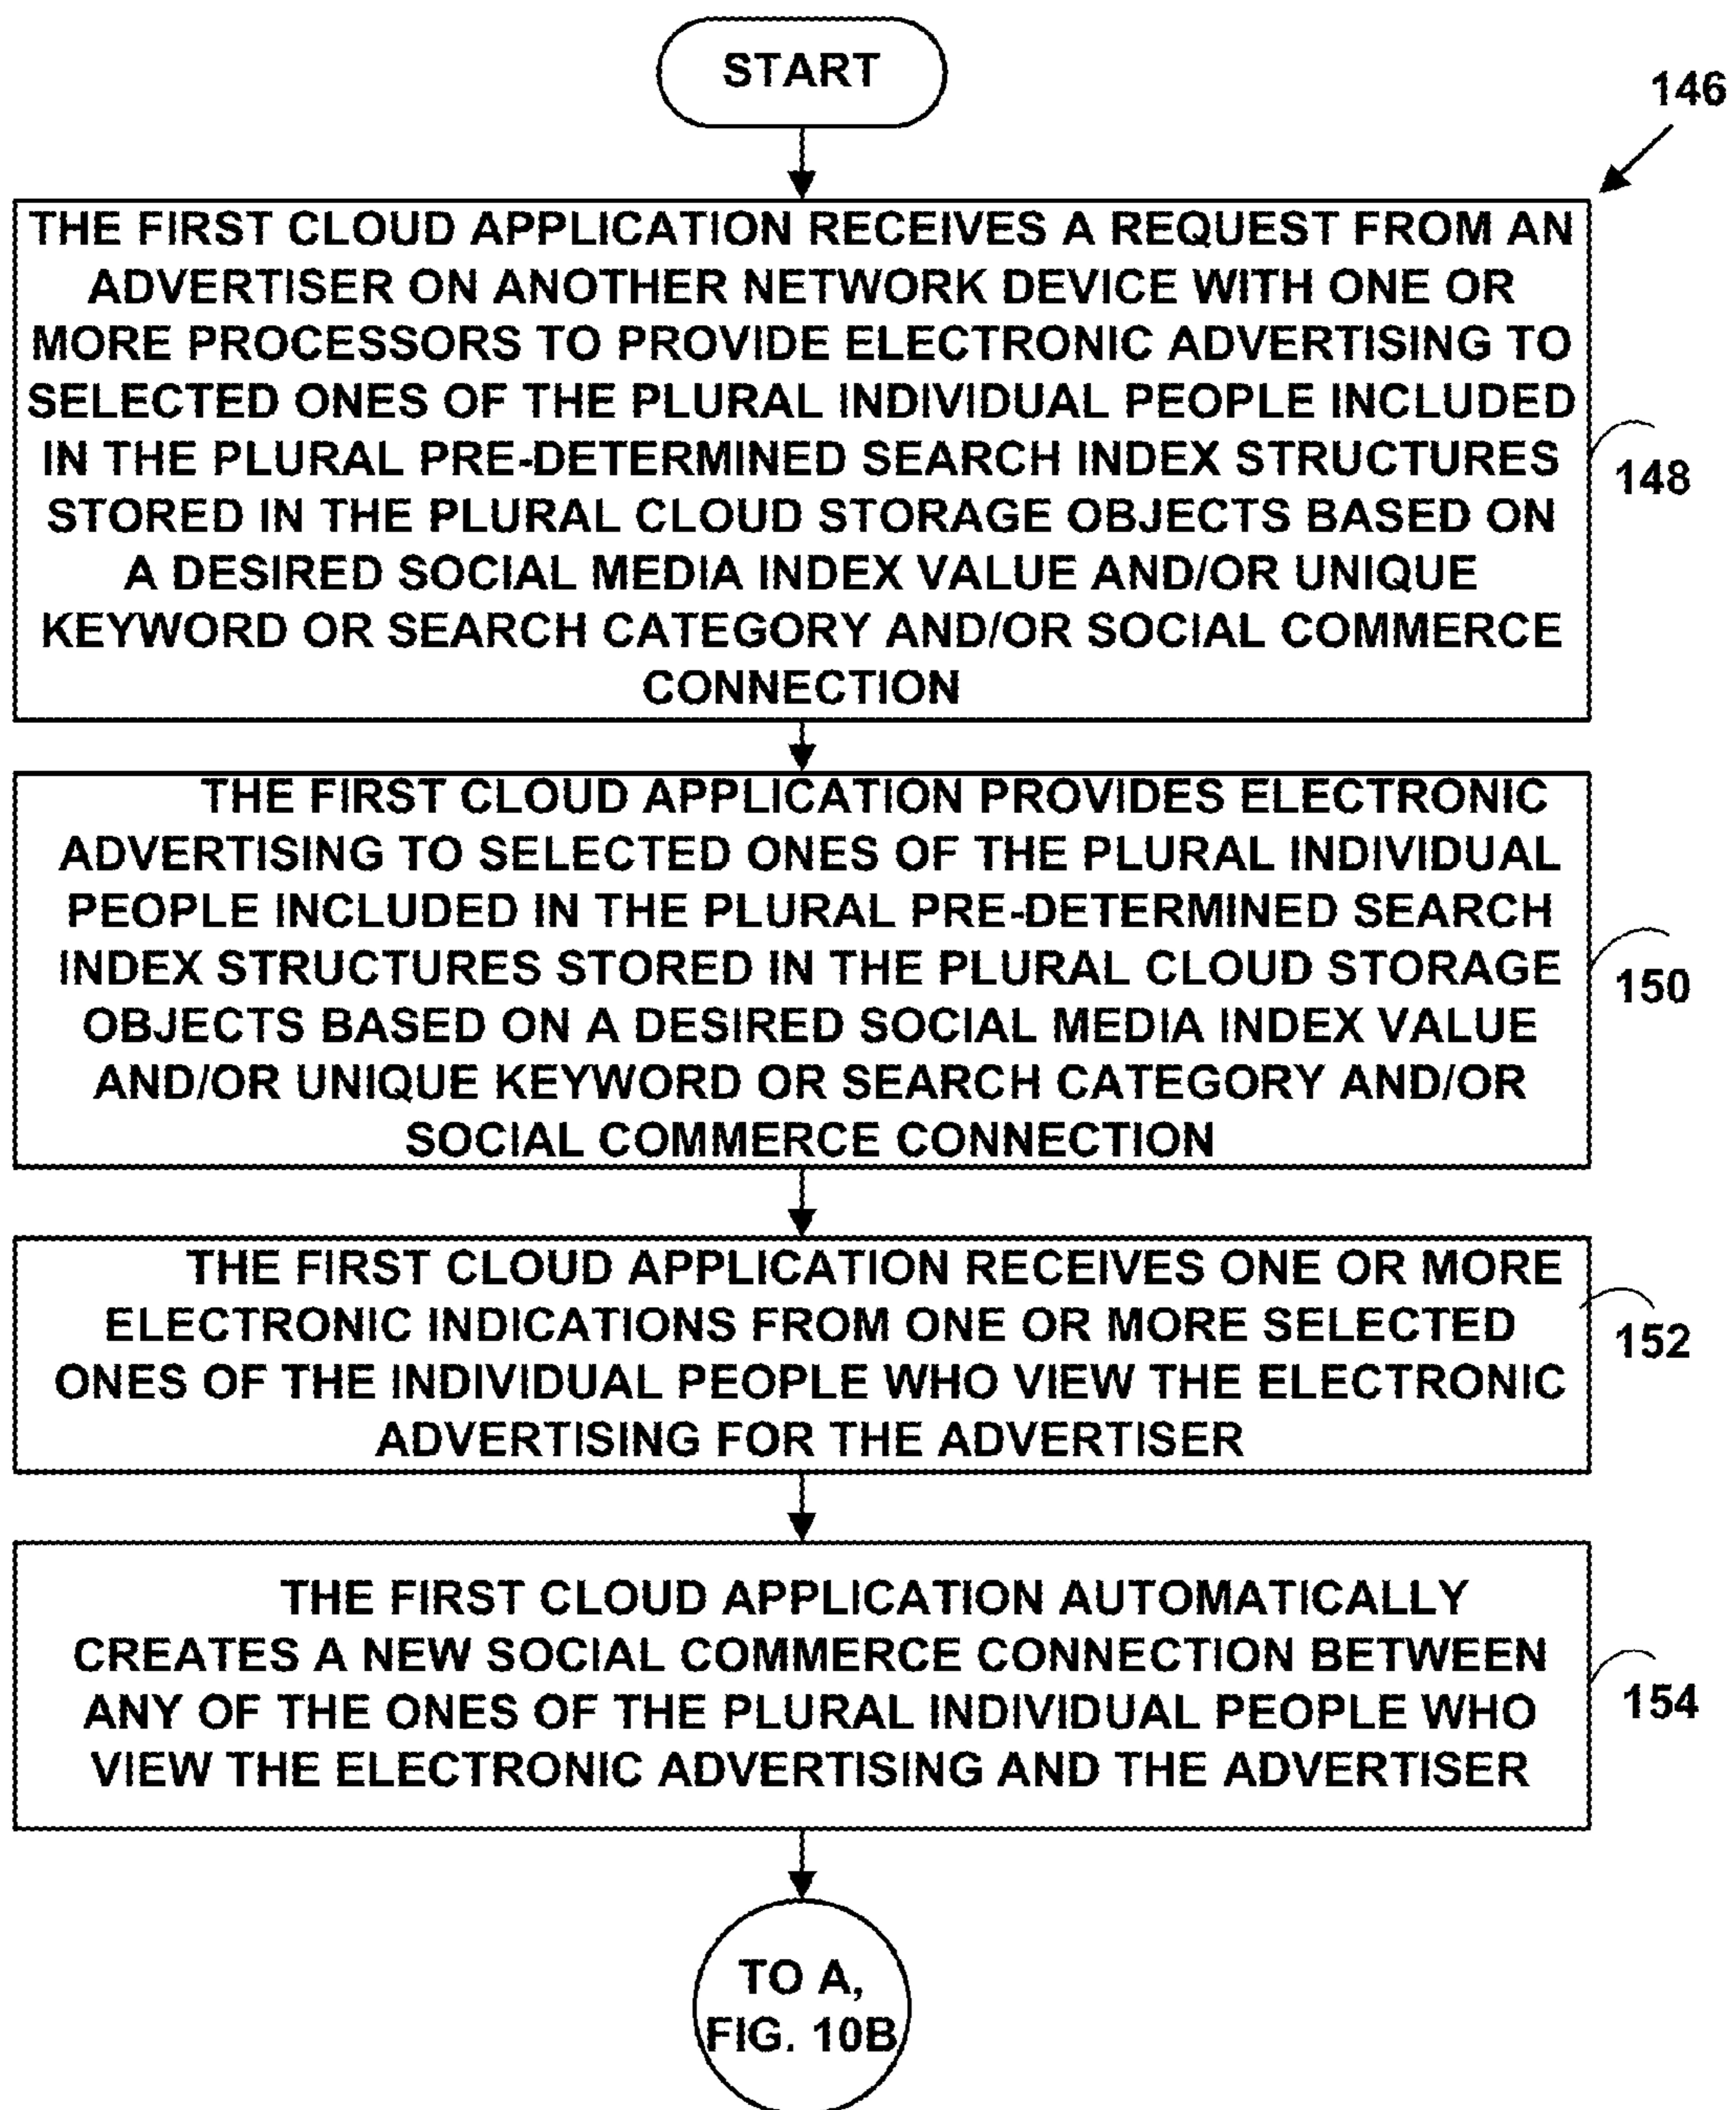 START
146
THE FIRST CLOUD APPLICATION RECEIVES A REQUEST FROM AN
ADVERTISER ON ANOTHER NETWORK DEVICE WITH ONE OR
MORE PROCESSORS TO PROVIDE ELECTRONIC ADVERTISING TO
SELECTED ONES OF THE PLURAL INDIVIDUAL PEOPLE INCLUDED
IN THE PLURAL PRE-DETERMINED SEARCH INDEX STRUCTURES
STORED IN THE PLURAL CLOUD STORAGE OBJECTS BASED ON
A DESIRED SOCIAL MEDIA INDEX VALUE AND/OR UNIQUE
KEYWORD OR SEARCH CATEGORY AND/OR SOCIAL COMMERCE
CONNECTION
148
THE FIRST CLOUD APPLICATION PROVIDES ELECTRONIC
ADVERTISING TO SELECTED ONES OF THE PLURAL INDIVIDUAL
PEOPLE INCLUDED IN THE PLURAL PRE-DETERMINED SEARCH
INDEX STRUCTURES STORED IN THE PLURAL CLOUD STORAGE
OBJECTS BASED ON A DESIRED SOCIAL MEDIA INDEX VALUE
AND/OR UNIQUE KEYWORD OR SEARCH CATEGORY AND/OR
SOCIAL COMMERCE CONNECTION
150
THE FIRST CLOUD APPLICATION RECEIVES ONE OR MORE
ELECTRONIC INDICATIONS FROM ONE OR MORE SELECTED
ONES OF THE INDIVIDUAL PEOPLE WHO VIEW THE ELECTRONIC
ADVERTISING FOR THE ADVERTISER
152
THE FIRST CLOUD APPLICATION AUTOMATICALLY
CREATES A NEW SOCIAL COMMERCE CONNECTION BETWEEN
ANY OF THE ONES OF THE PLURAL INDIVIDUAL PEOPLE WHO
VIEW THE ELECTRONIC ADVERTISING AND THE ADVERTISER
154
TO A,
FIG. 10B